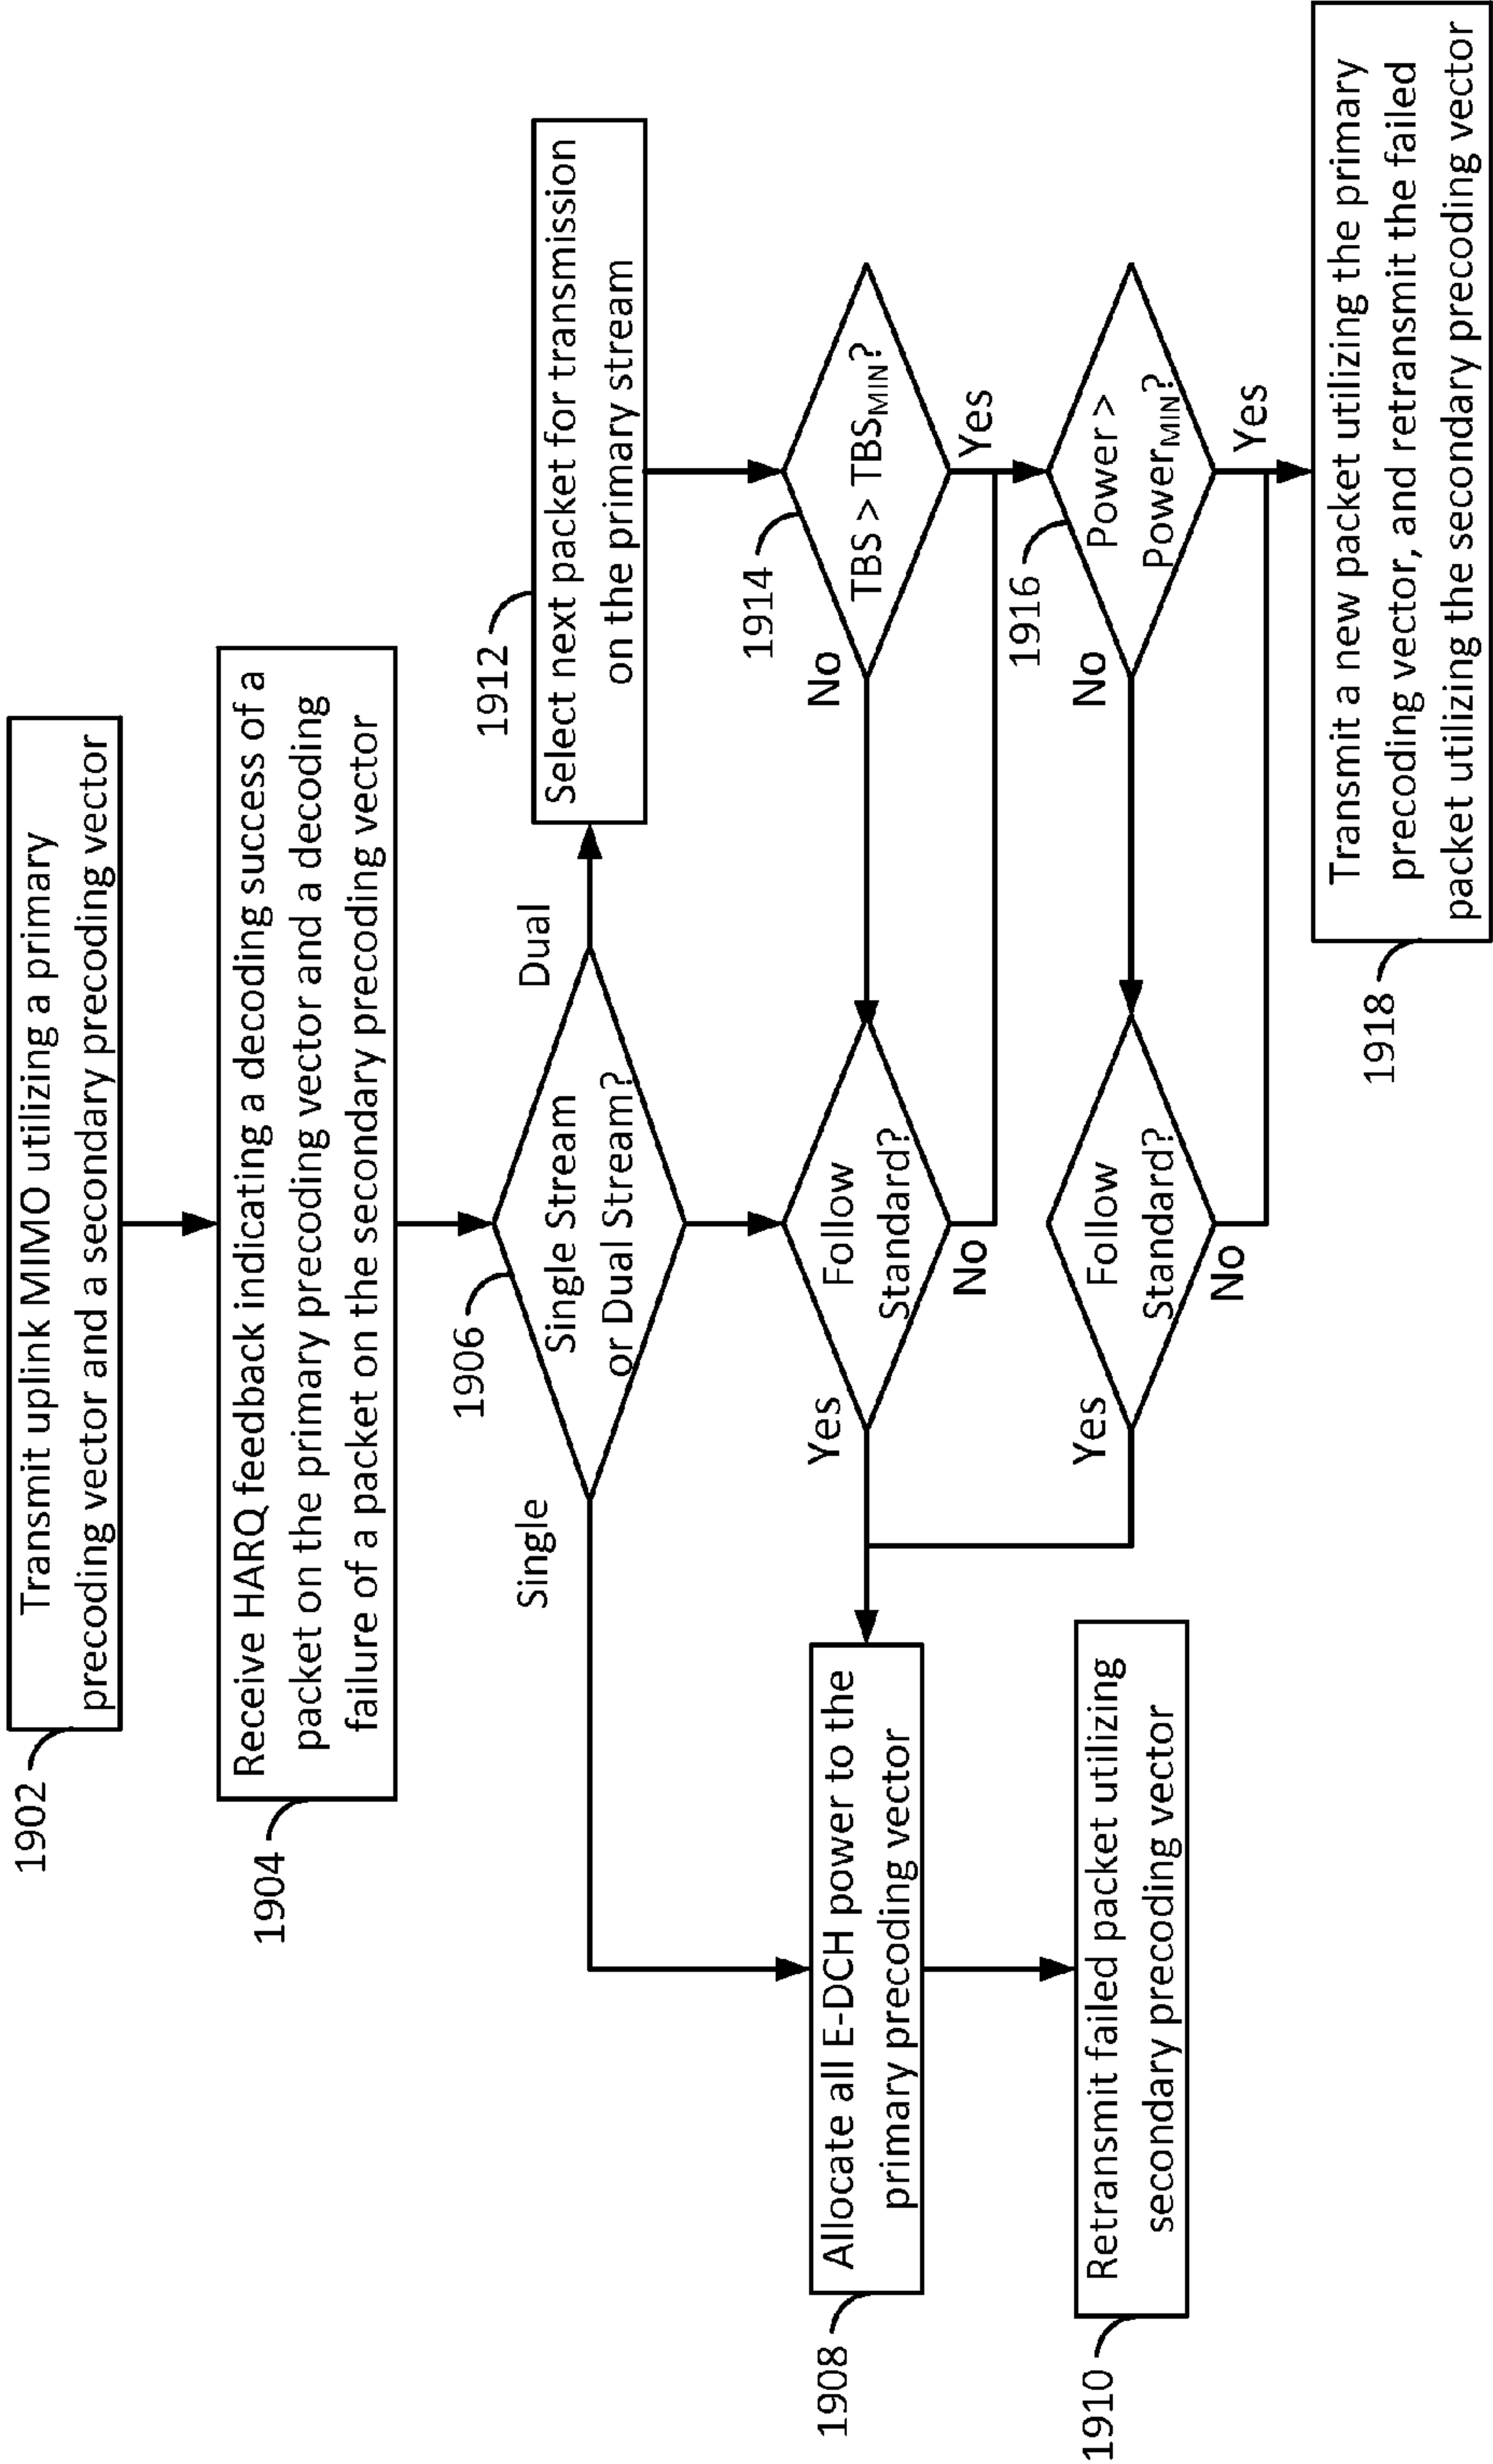 1902
Transmit uplink MIMO utilizing a primary
precoding vector and a secondary precoding vector
1904
Receive HARQ feedback indicating a decoding success of a
packet on the primary precoding vector and a decoding
failure of a packet on the secondary precoding vector
1906
Single Stream
or Dual Stream?
Single
Dual
1912
Select next packet for transmission
on the primary stream
1914
TBS > TBSMIN?
No
Yes
Follow
Standard?
Yes
No
1908
Allocate all E-DCH power to the
primary precoding vector
1916
Power >
PowerMIN?
No
Yes
Follow
Standard?
Yes
No
1910
Retransmit failed packet utilizing
secondary precoding vector
1918
Transmit a new packet utilizing the primary
precoding vector, and retransmit the failed
packet utilizing the secondary precoding vector